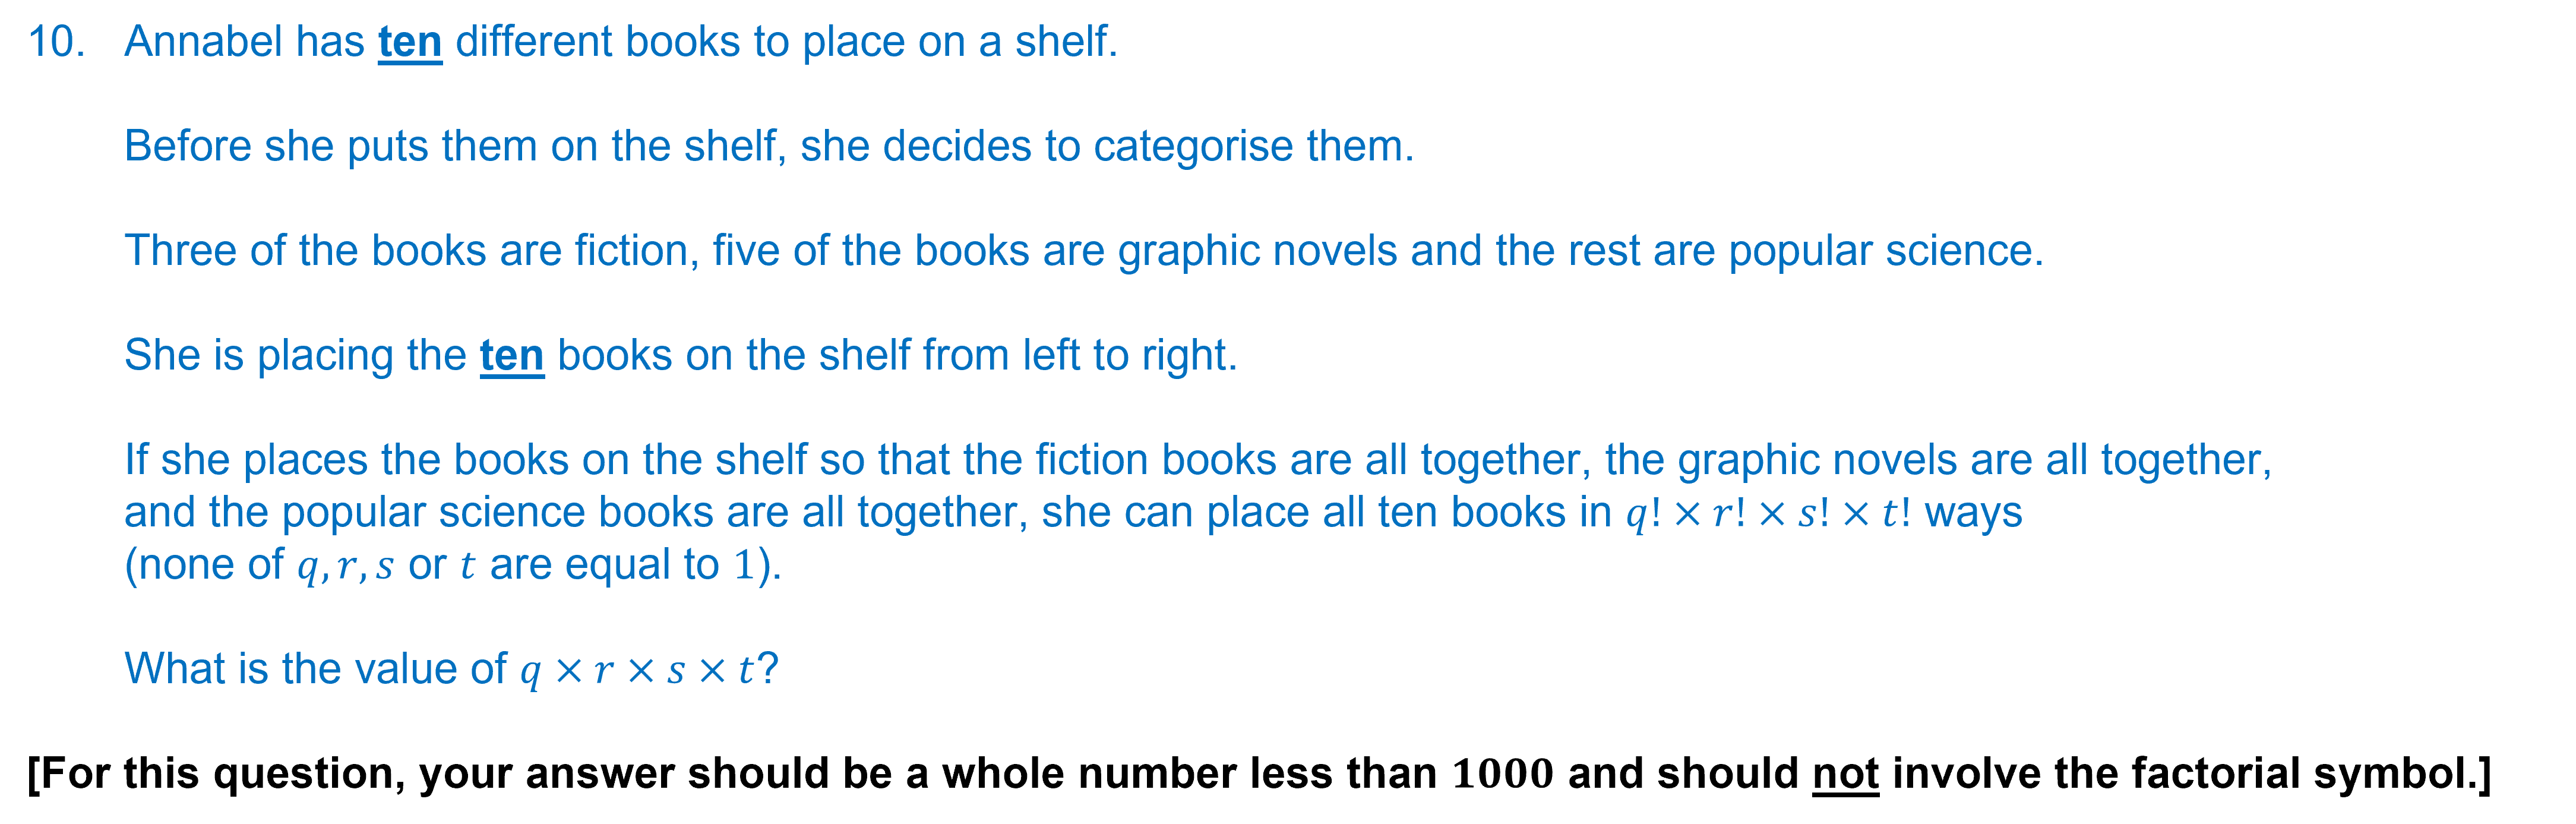 10. Annabel has ten different books to place on a shelf.
Before she puts them on the shelf, she decides to categorise them.
Three of the books are fiction, five of the books are graphic novels and the rest are popular science.
She is placing the ten books on the shelf from left to right.
If she places the books on the shelf so that the fiction books are all together, the graphic novels are all together,
and the popular science books are all together, she can place all ten books in q! × r! × s! × t! ways
(none of q, r, s or t are equal to 1).
What is the value of q × r × s × t?
[For this question, your answer should be a whole number less than 1000 and should not involve the factorial symbol.]